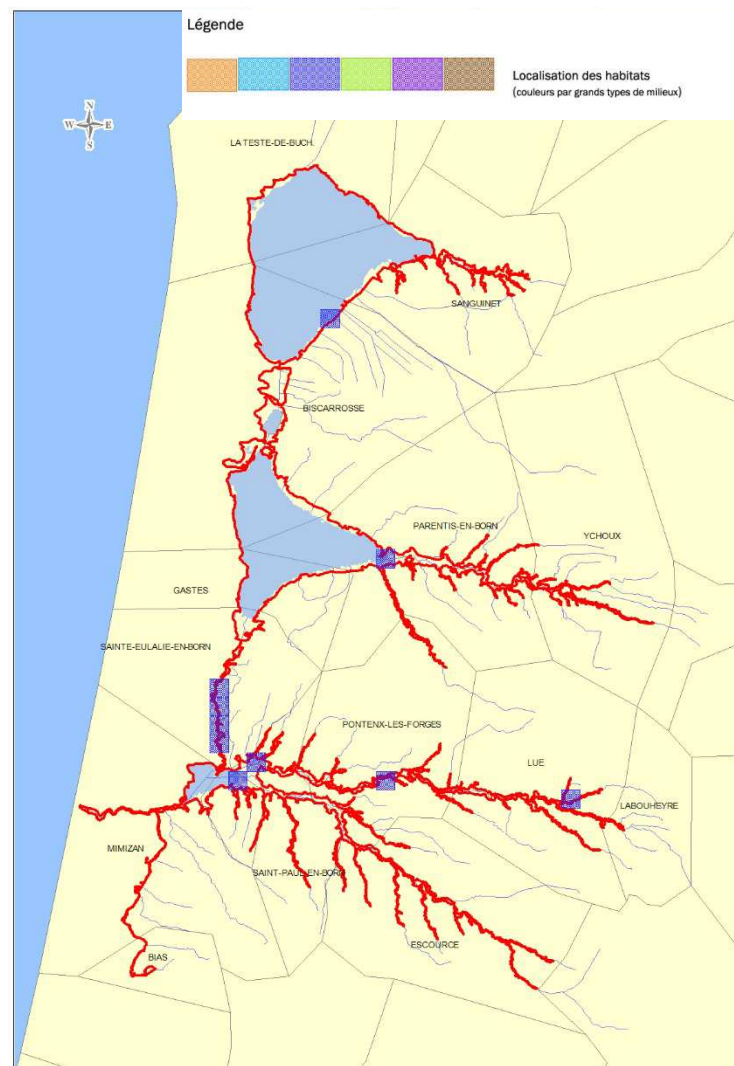 Légende
Localisation des habitats
(couleurs par grands types de milieux)
N
W E
S
LA TESTE-DE-BUCH.
SANGUINET
BISCARROSSE
PARENTIS-EN-BORN
YCHOUX
GASTES
SAINTE-EULALIE-EN-BORN
PONTENX-LES-FORGES
LUE
LABOUHEYRE
MIMIZAN
SAINT-PAUL-EN-BORN
ESCOURCE
BIAS